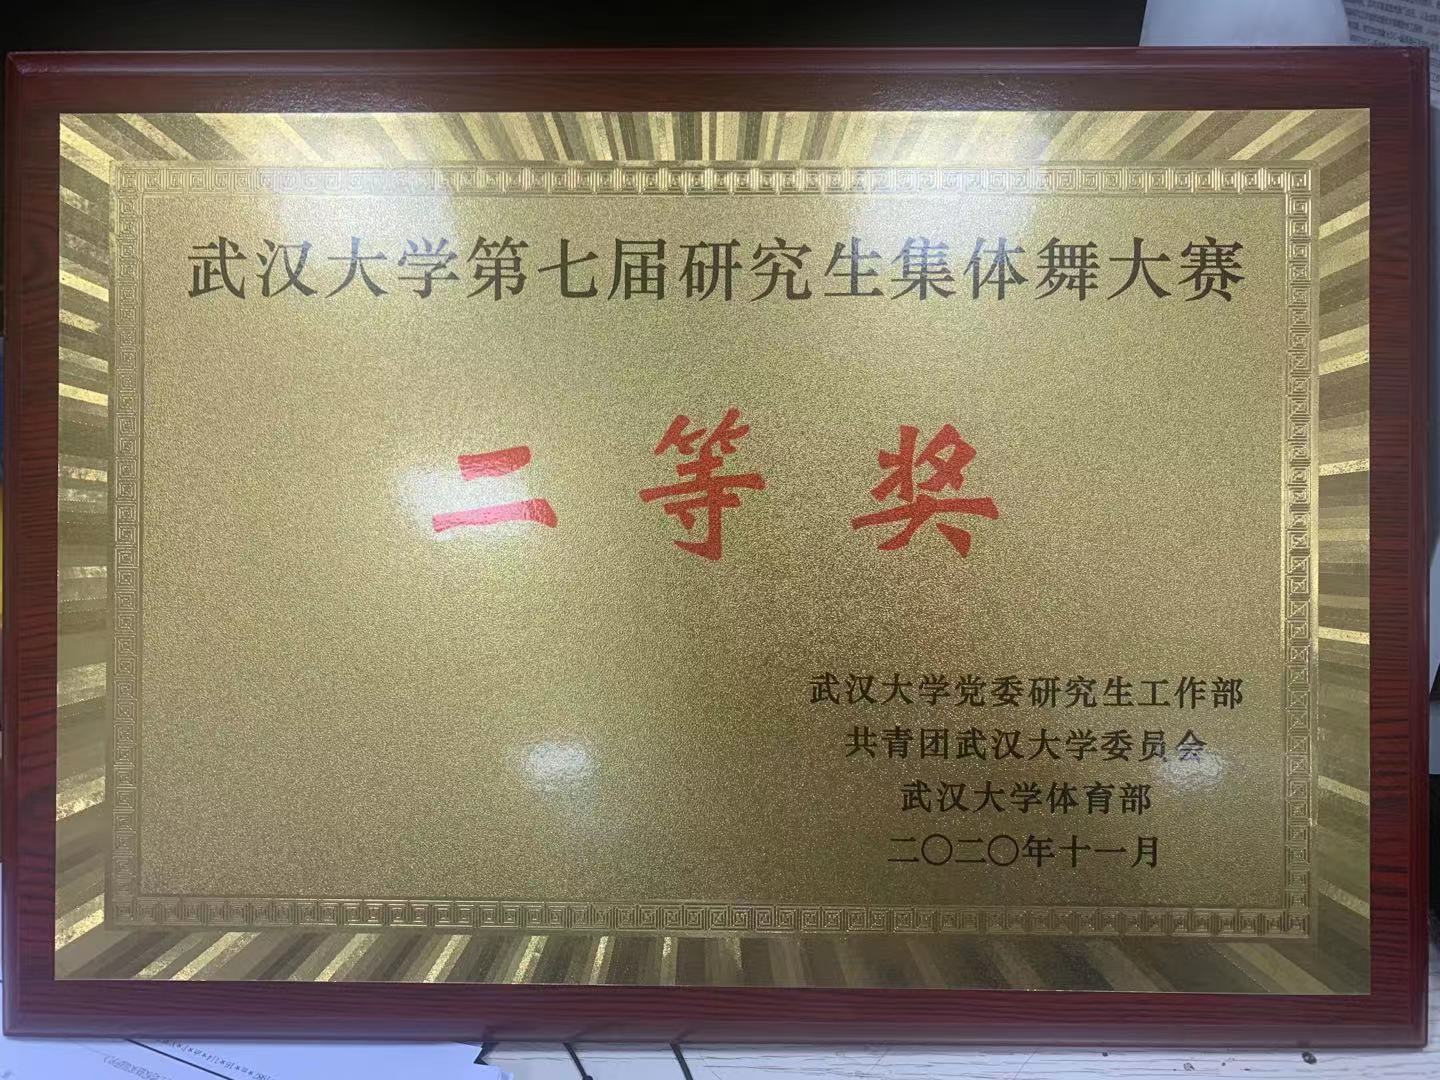 武汉大学第七届研究生集体舞大赛
二等奖
武汉大学党委研究生工作部
共青团武汉大学委员会
武汉大学体育部
二〇二〇年十一月